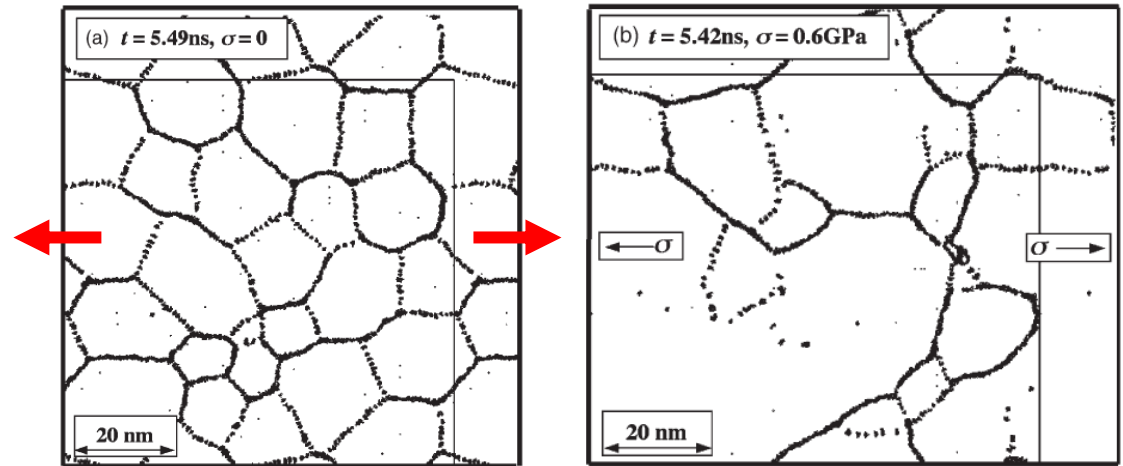 (a) t = 5.49ns, σ = 0
20 nm
(b) t = 5.42ns, σ = 0.6GPa
σ
σ
20 nm